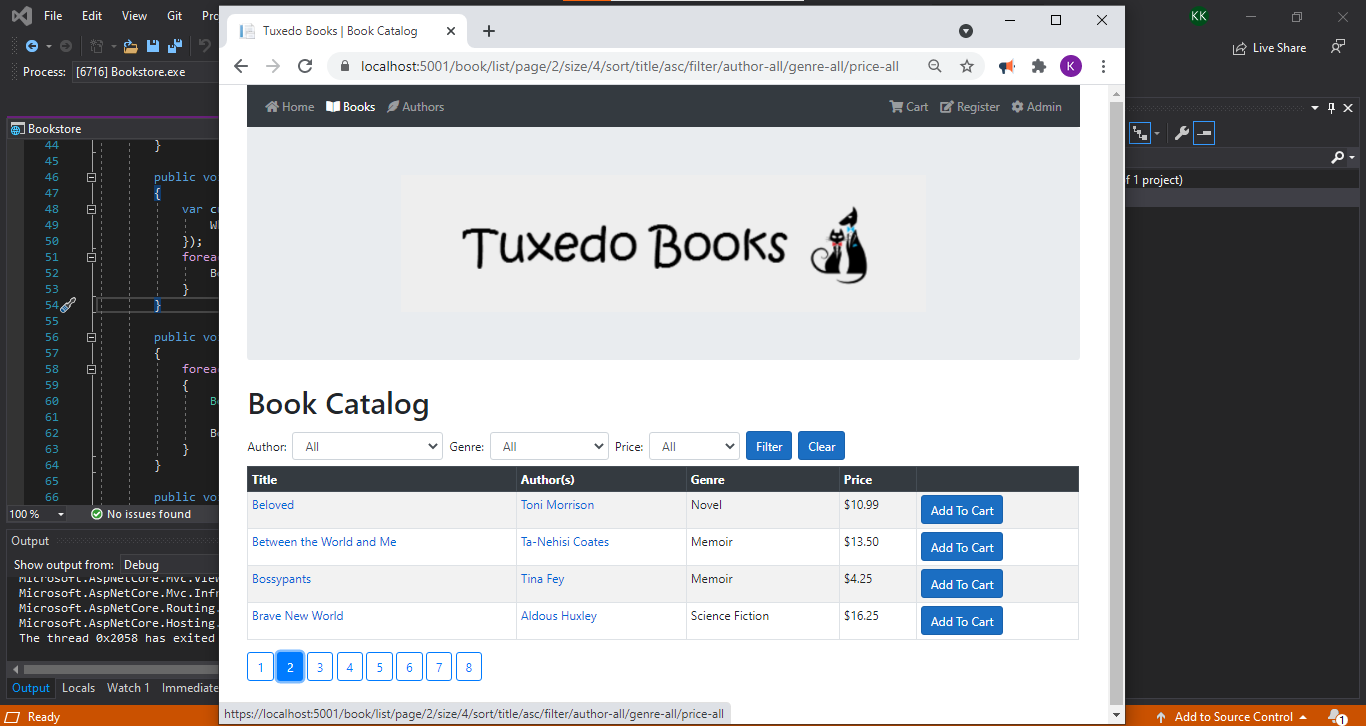 File Edit View Git Pro
KK
Live Share
Process: [6716] Bookstore.exe
Tuxedo Books | Book Catalog
localhost:5001/book/list/page/2/size/4/sort/title/asc/filter/author-all/genre-all/price-all
K
Home Books Authors Cart Register Admin
Tuxedo Books
Book Catalog
Author: All Genre: All Price: All Filter Clear
Title Author(s) Genre Price
Beloved Toni Morrison Novel $10.99 Add To Cart
Between the World and Me Ta-Nehisi Coates Memoir $13.50 Add To Cart
Bossypants Tina Fey Memoir $4.25 Add To Cart
Brave New World Aldous Huxley Science Fiction $16.25 Add To Cart
1 2 3 4 5 6 7 8
https://localhost:5001/book/list/page/2/size/4/sort/title/asc/filter/author-all/genre-all/price-all
Bookstore
44 }
45
46 public vo
47 {
48 var c
49 W
50 });
51 forea
52 B
53 }
54 }
55
56 public vo
57 {
58 forea
59 {
60 Bo
61
62 Bo
63 }
64 }
65
66 public vo
100 % No issues found
Output
Show output from: Debug
Microsoft.AspNetCore.Mvc.View
Microsoft.AspNetCore.Mvc.Infr
Microsoft.AspNetCore.Routing.
Microsoft.AspNetCore.Hosting.
The thread 0x2058 has exited
Output Locals Watch 1 Immediate
Ready
f 1 project)
Add to Source Control
1